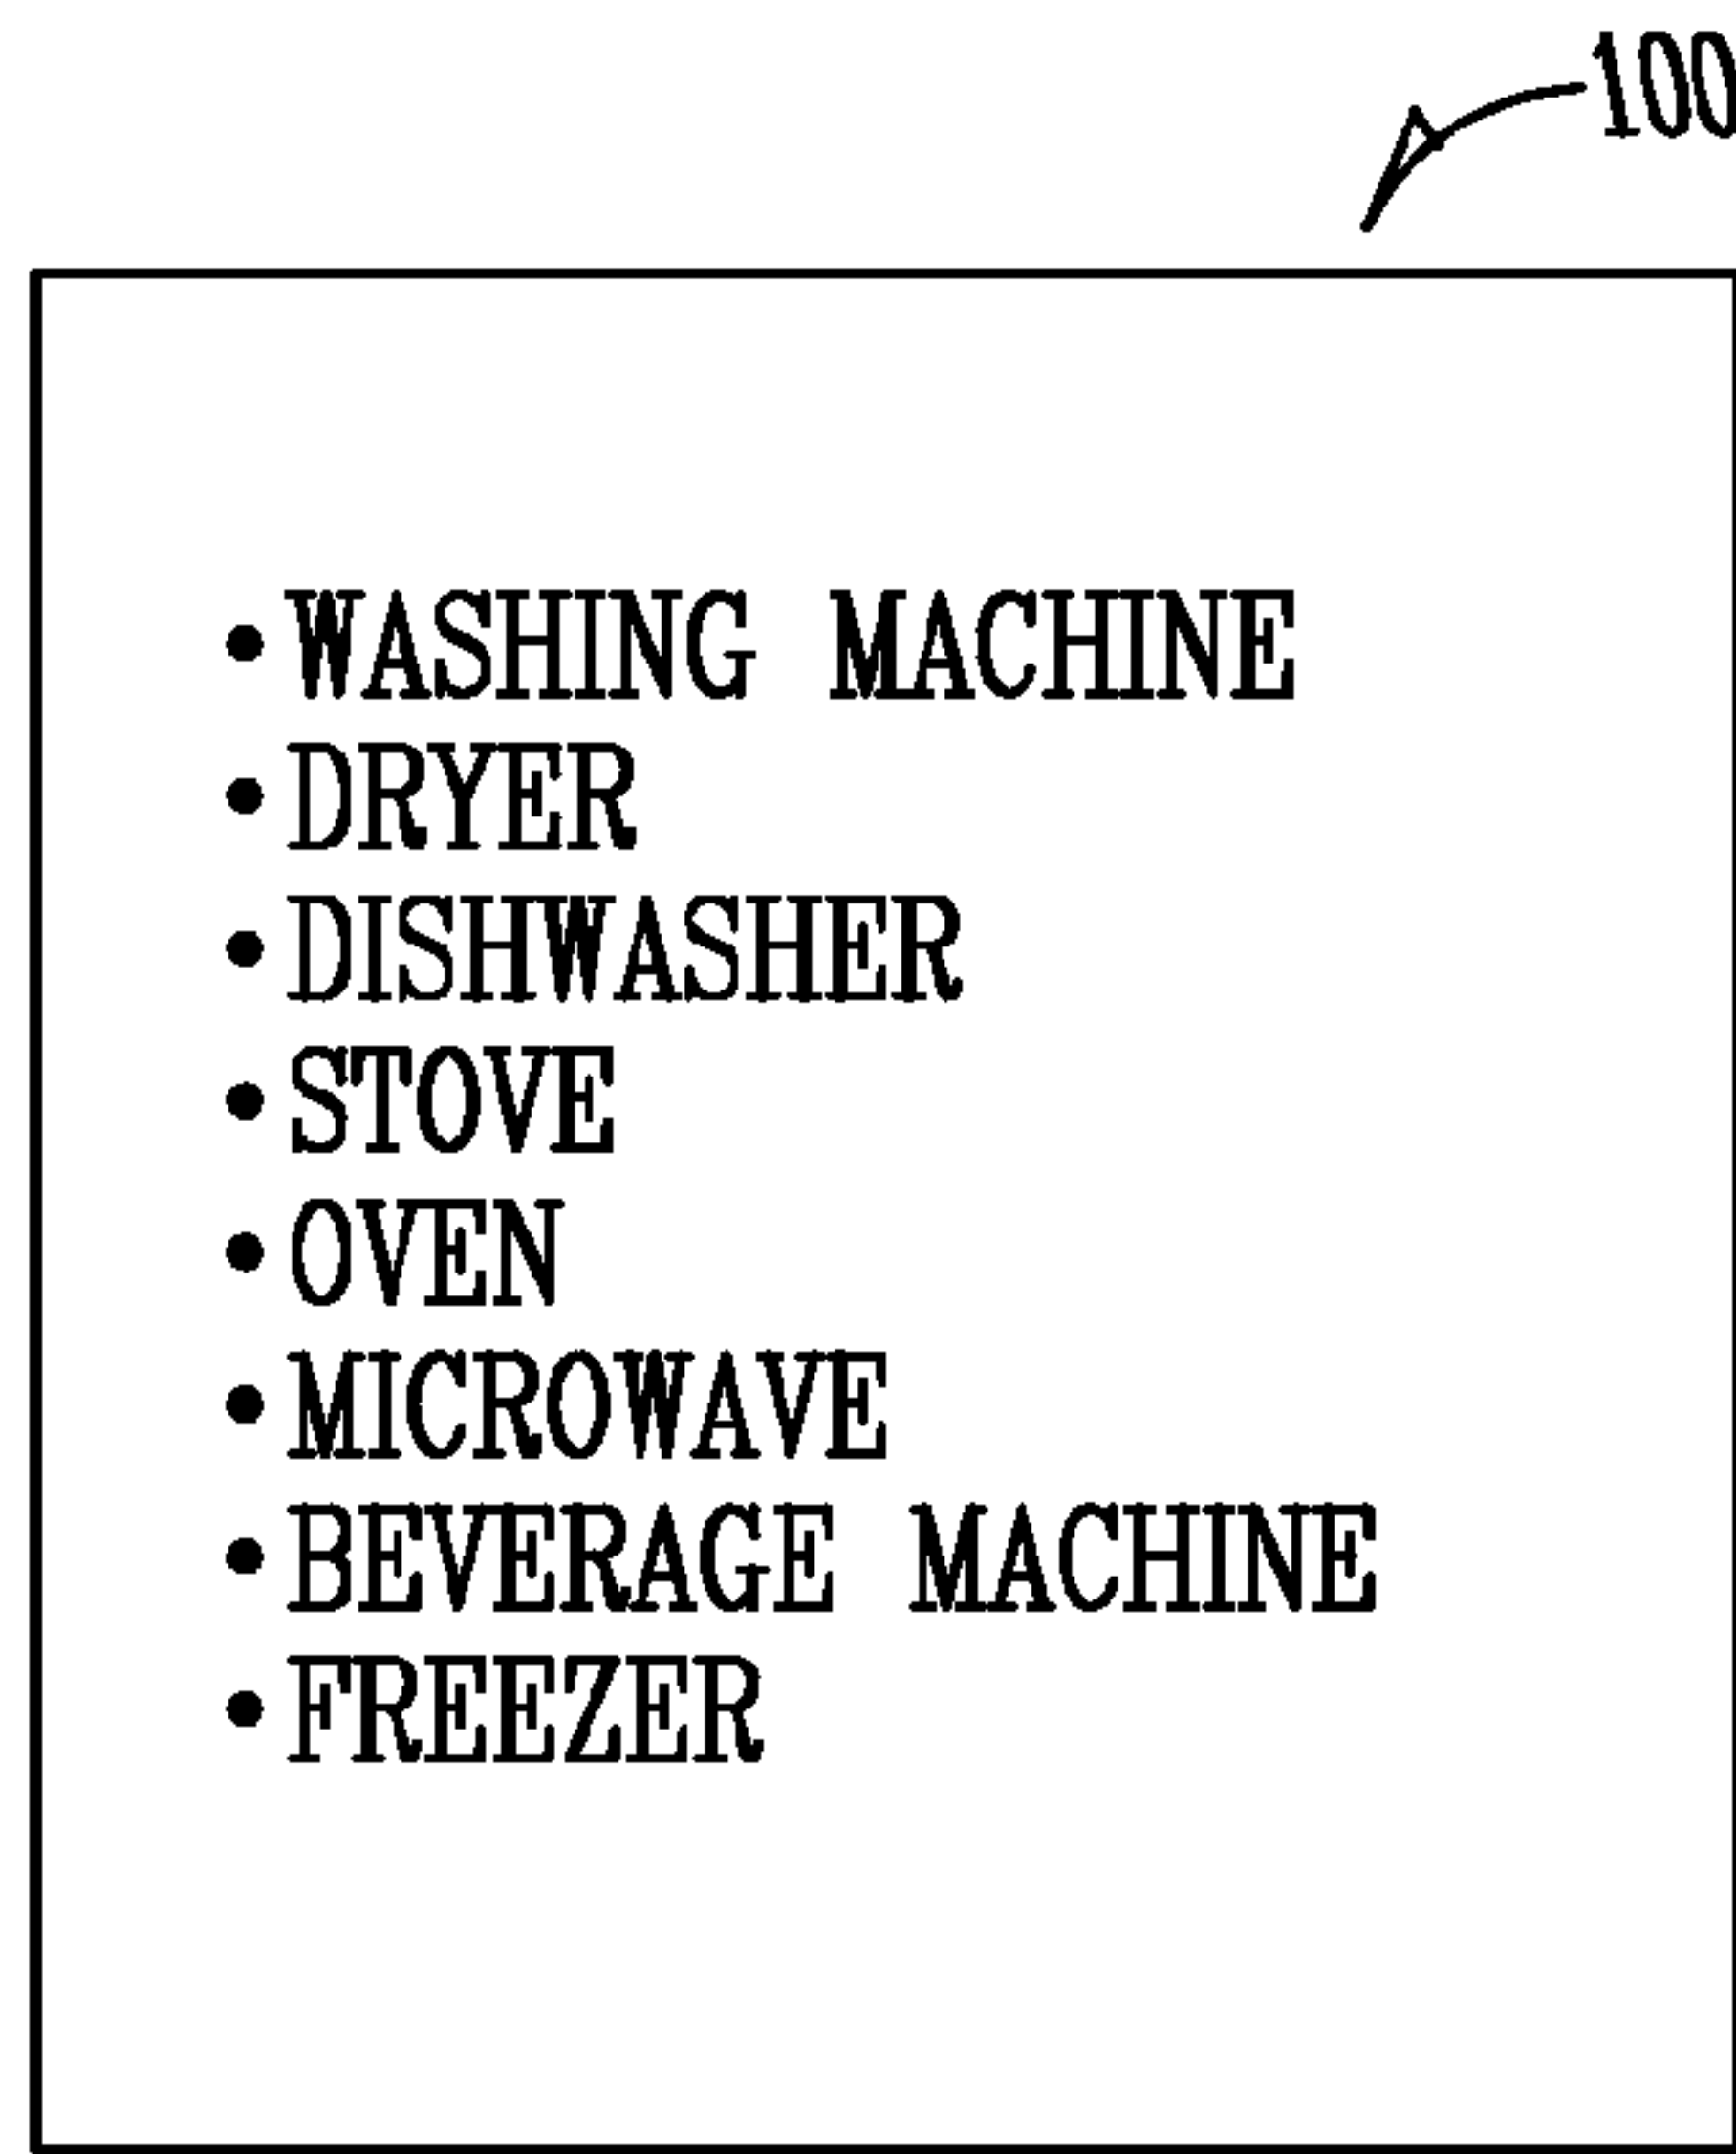 100
• WASHING MACHINE
• DRYER
• DISHWASHER
• STOVE
• OVEN
• MICROWAVE
• BEVERAGE MACHINE
• FREEZER